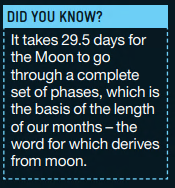 DID YOU KNOW?
It takes 29.5 days for
the Moon to go
through a complete
set of phases, which is
the basis of the length
of our months – the
word for which derives
from moon.